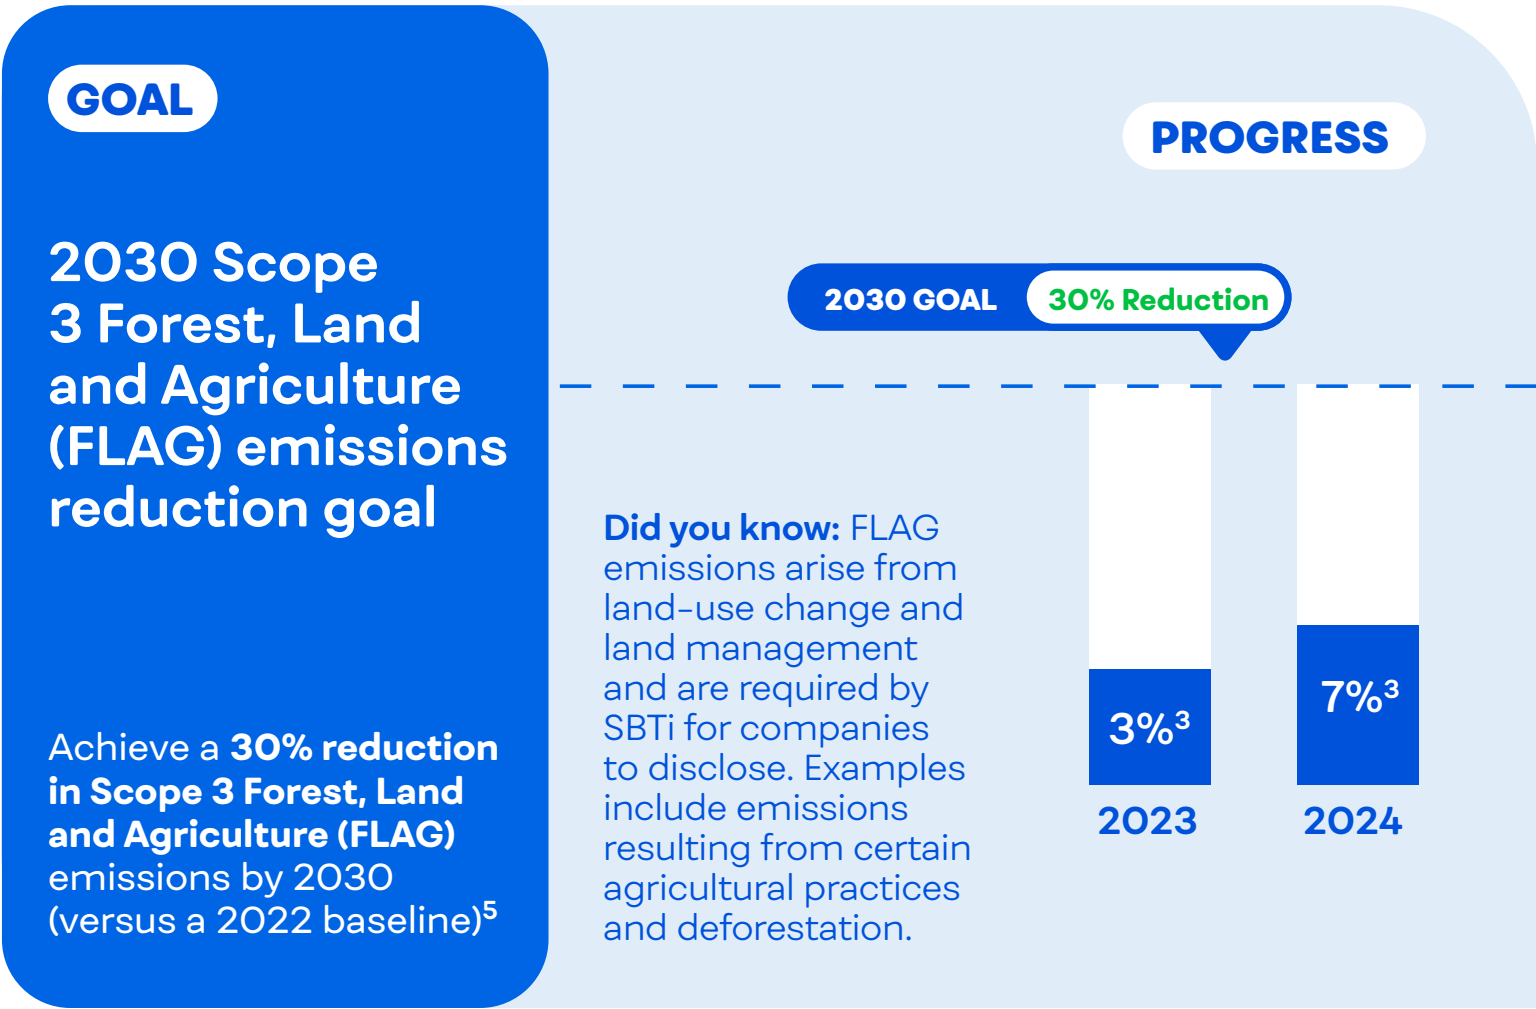 GOAL
2030 Scope
3 Forest, Land
and Agriculture
(FLAG) emissions
reduction goal
Achieve a 30% reduction
in Scope 3 Forest, Land
and Agriculture (FLAG)
emissions by 2030
(versus a 2022 baseline)⁵
PROGRESS
2030 GOAL 30% Reduction
Did you know: FLAG
emissions arise from
land-use change and
land management
and are required by
SBTi for companies
to disclose. Examples
include emissions
resulting from certain
agricultural practices
and deforestation.
3%³
7%³
2023
2024